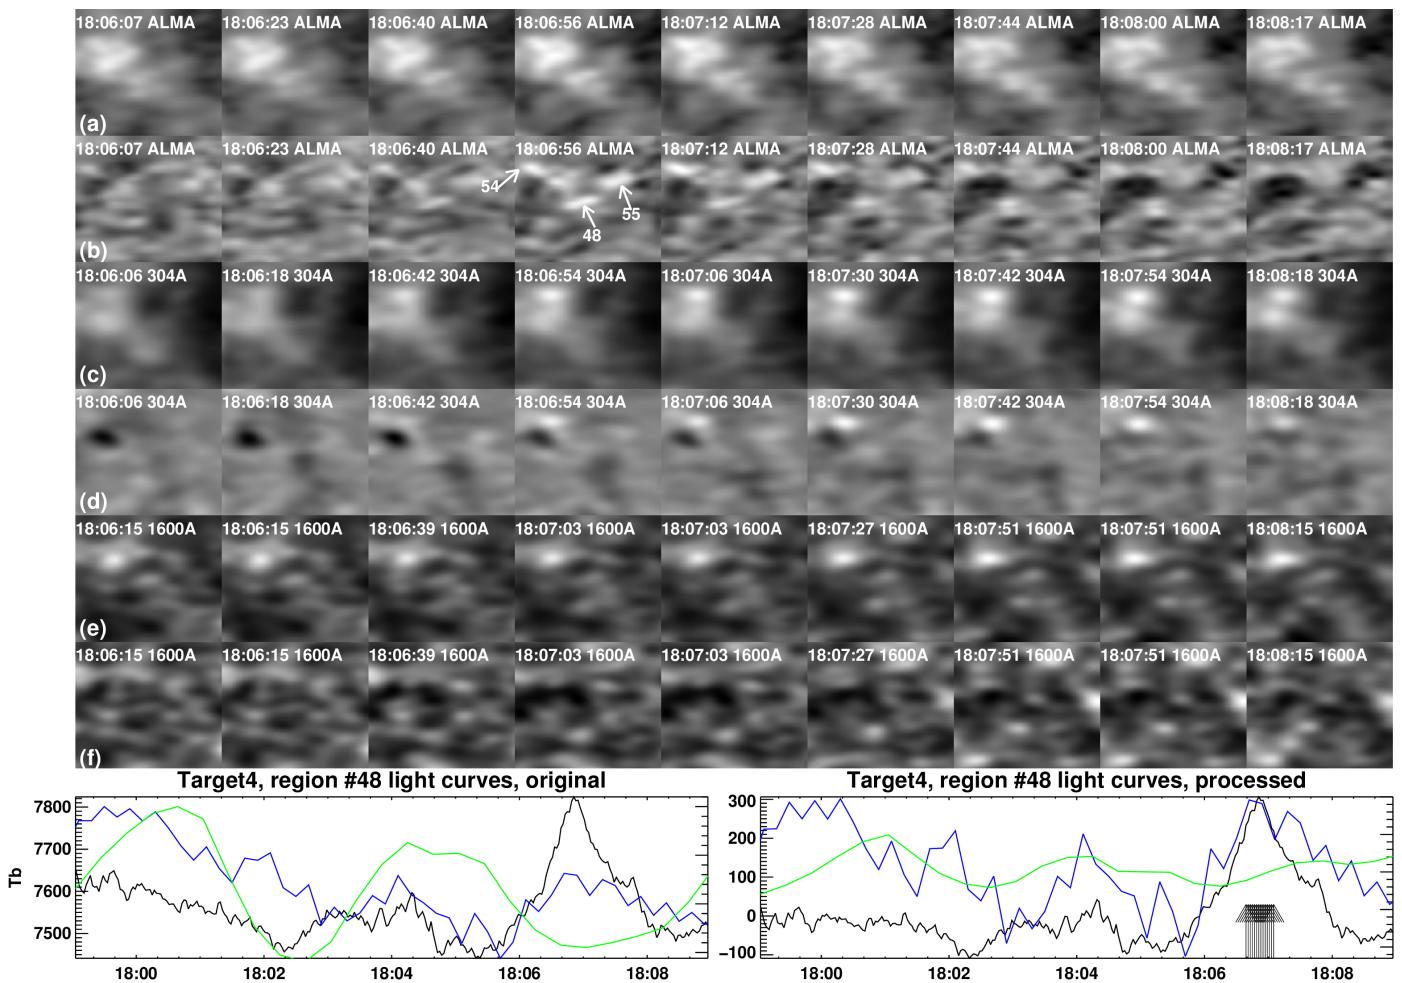 18:06:07 ALMA 18:06:23 ALMA 18:06:40 ALMA 18:06:56 ALMA 18:07:12 ALMA 18:07:28 ALMA 18:07:44 ALMA 18:08:00 ALMA 18:08:17 ALMA
(a)
18:06:07 ALMA 18:06:23 ALMA 18:06:40 ALMA 18:06:56 ALMA 18:07:12 ALMA 18:07:28 ALMA 18:07:44 ALMA 18:08:00 ALMA 18:08:17 ALMA
54
55
48
(b)
18:06:06 304A 18:06:18 304A 18:06:42 304A 18:06:54 304A 18:07:06 304A 18:07:30 304A 18:07:42 304A 18:07:54 304A 18:08:18 304A
(c)
18:06:06 304A 18:06:18 304A 18:06:42 304A 18:06:54 304A 18:07:06 304A 18:07:30 304A 18:07:42 304A 18:07:54 304A 18:08:18 304A
(d)
18:06:15 1600A 18:06:15 1600A 18:06:39 1600A 18:07:03 1600A 18:07:03 1600A 18:07:27 1600A 18:07:51 1600A 18:07:51 1600A 18:08:15 1600A
(e)
18:06:15 1600A 18:06:15 1600A 18:06:39 1600A 18:07:03 1600A 18:07:03 1600A 18:07:27 1600A 18:07:51 1600A 18:07:51 1600A 18:08:15 1600A
(f)
Target4, region #48 light curves, original
7800
7700
7600
7500
Tb
18:00 18:02 18:04 18:06 18:08
Target4, region #48 light curves, processed
300
200
100
0
−100
18:00 18:02 18:04 18:06 18:08